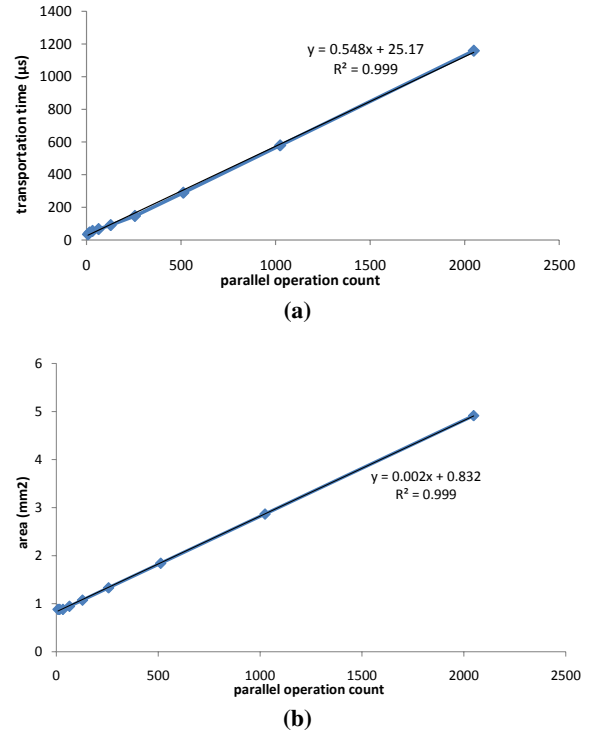 1400
1200
1000
800
600
400
200
0
transportation time (µs)
y = 0.548x + 25.17
R² = 0.999
0 500 1000 1500 2000 2500
parallel operation count
(a)
6
5
4
3
2
1
0
area (mm2)
y = 0.002x + 0.832
R² = 0.999
0 500 1000 1500 2000 2500
parallel operation count
(b)